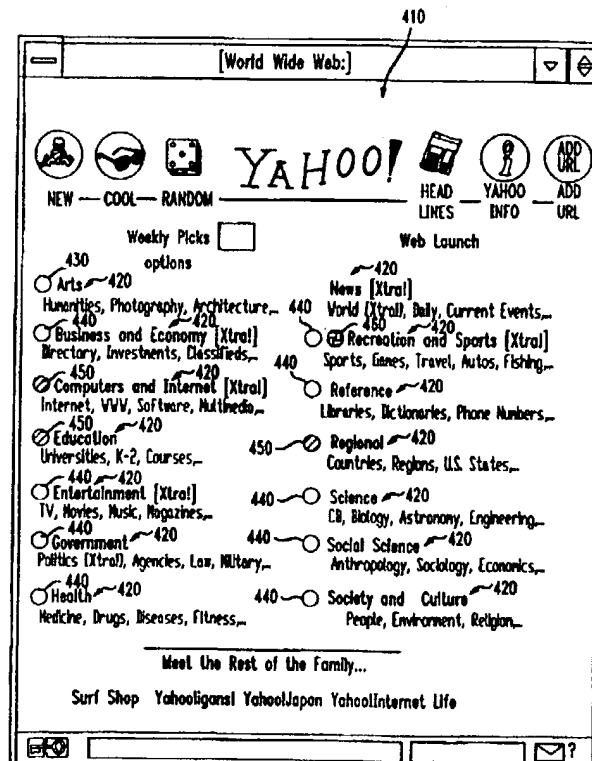 410
[World Wide Web:]
YAHOO!
ADD URL
NEW — COOL — RANDOM
HEAD LINES — YAHOO INFO — ADD URL
Weekly Picks
options
Web Launch
430
Arts 420
Humanities, Photography, Architecture,...
440 420
Business and Economy [Xtra!]
Directory, Investments, Classifieds,...
450 420
Computers and Internet [Xtra!]
Internet, WWW, Software, Multimedia,...
450 420
Education
Universities, K-2, Courses,...
440 420
Entertainment [Xtra!]
TV, Movies, Music, Magazines,...
440
Government 420
Politics [Xtra!], Agencies, Law, Military,...
440
Health 420
Medicine, Drugs, Diseases, Fitness,...
420
News [Xtra!]
World [Xtra!], Daily, Current Events,...
440 460 420
Recreation and Sports [Xtra!]
Sports, Games, Travel, Autos, Fishing,...
440
Reference 420
Libraries, Dictionaries, Phone Numbers,...
450 Regional 420
Countries, Regions, U.S. States,...
440 Science 420
CB, Biology, Astronomy, Engineering,...
440 Social Science 420
Anthropology, Sociology, Economics,...
440 Society and Culture 420
People, Environment, Religion,...
Meet the Rest of the Family...
Surf Shop Yahooligans! Yahoo!Japan Yahoo!Internet Life
?